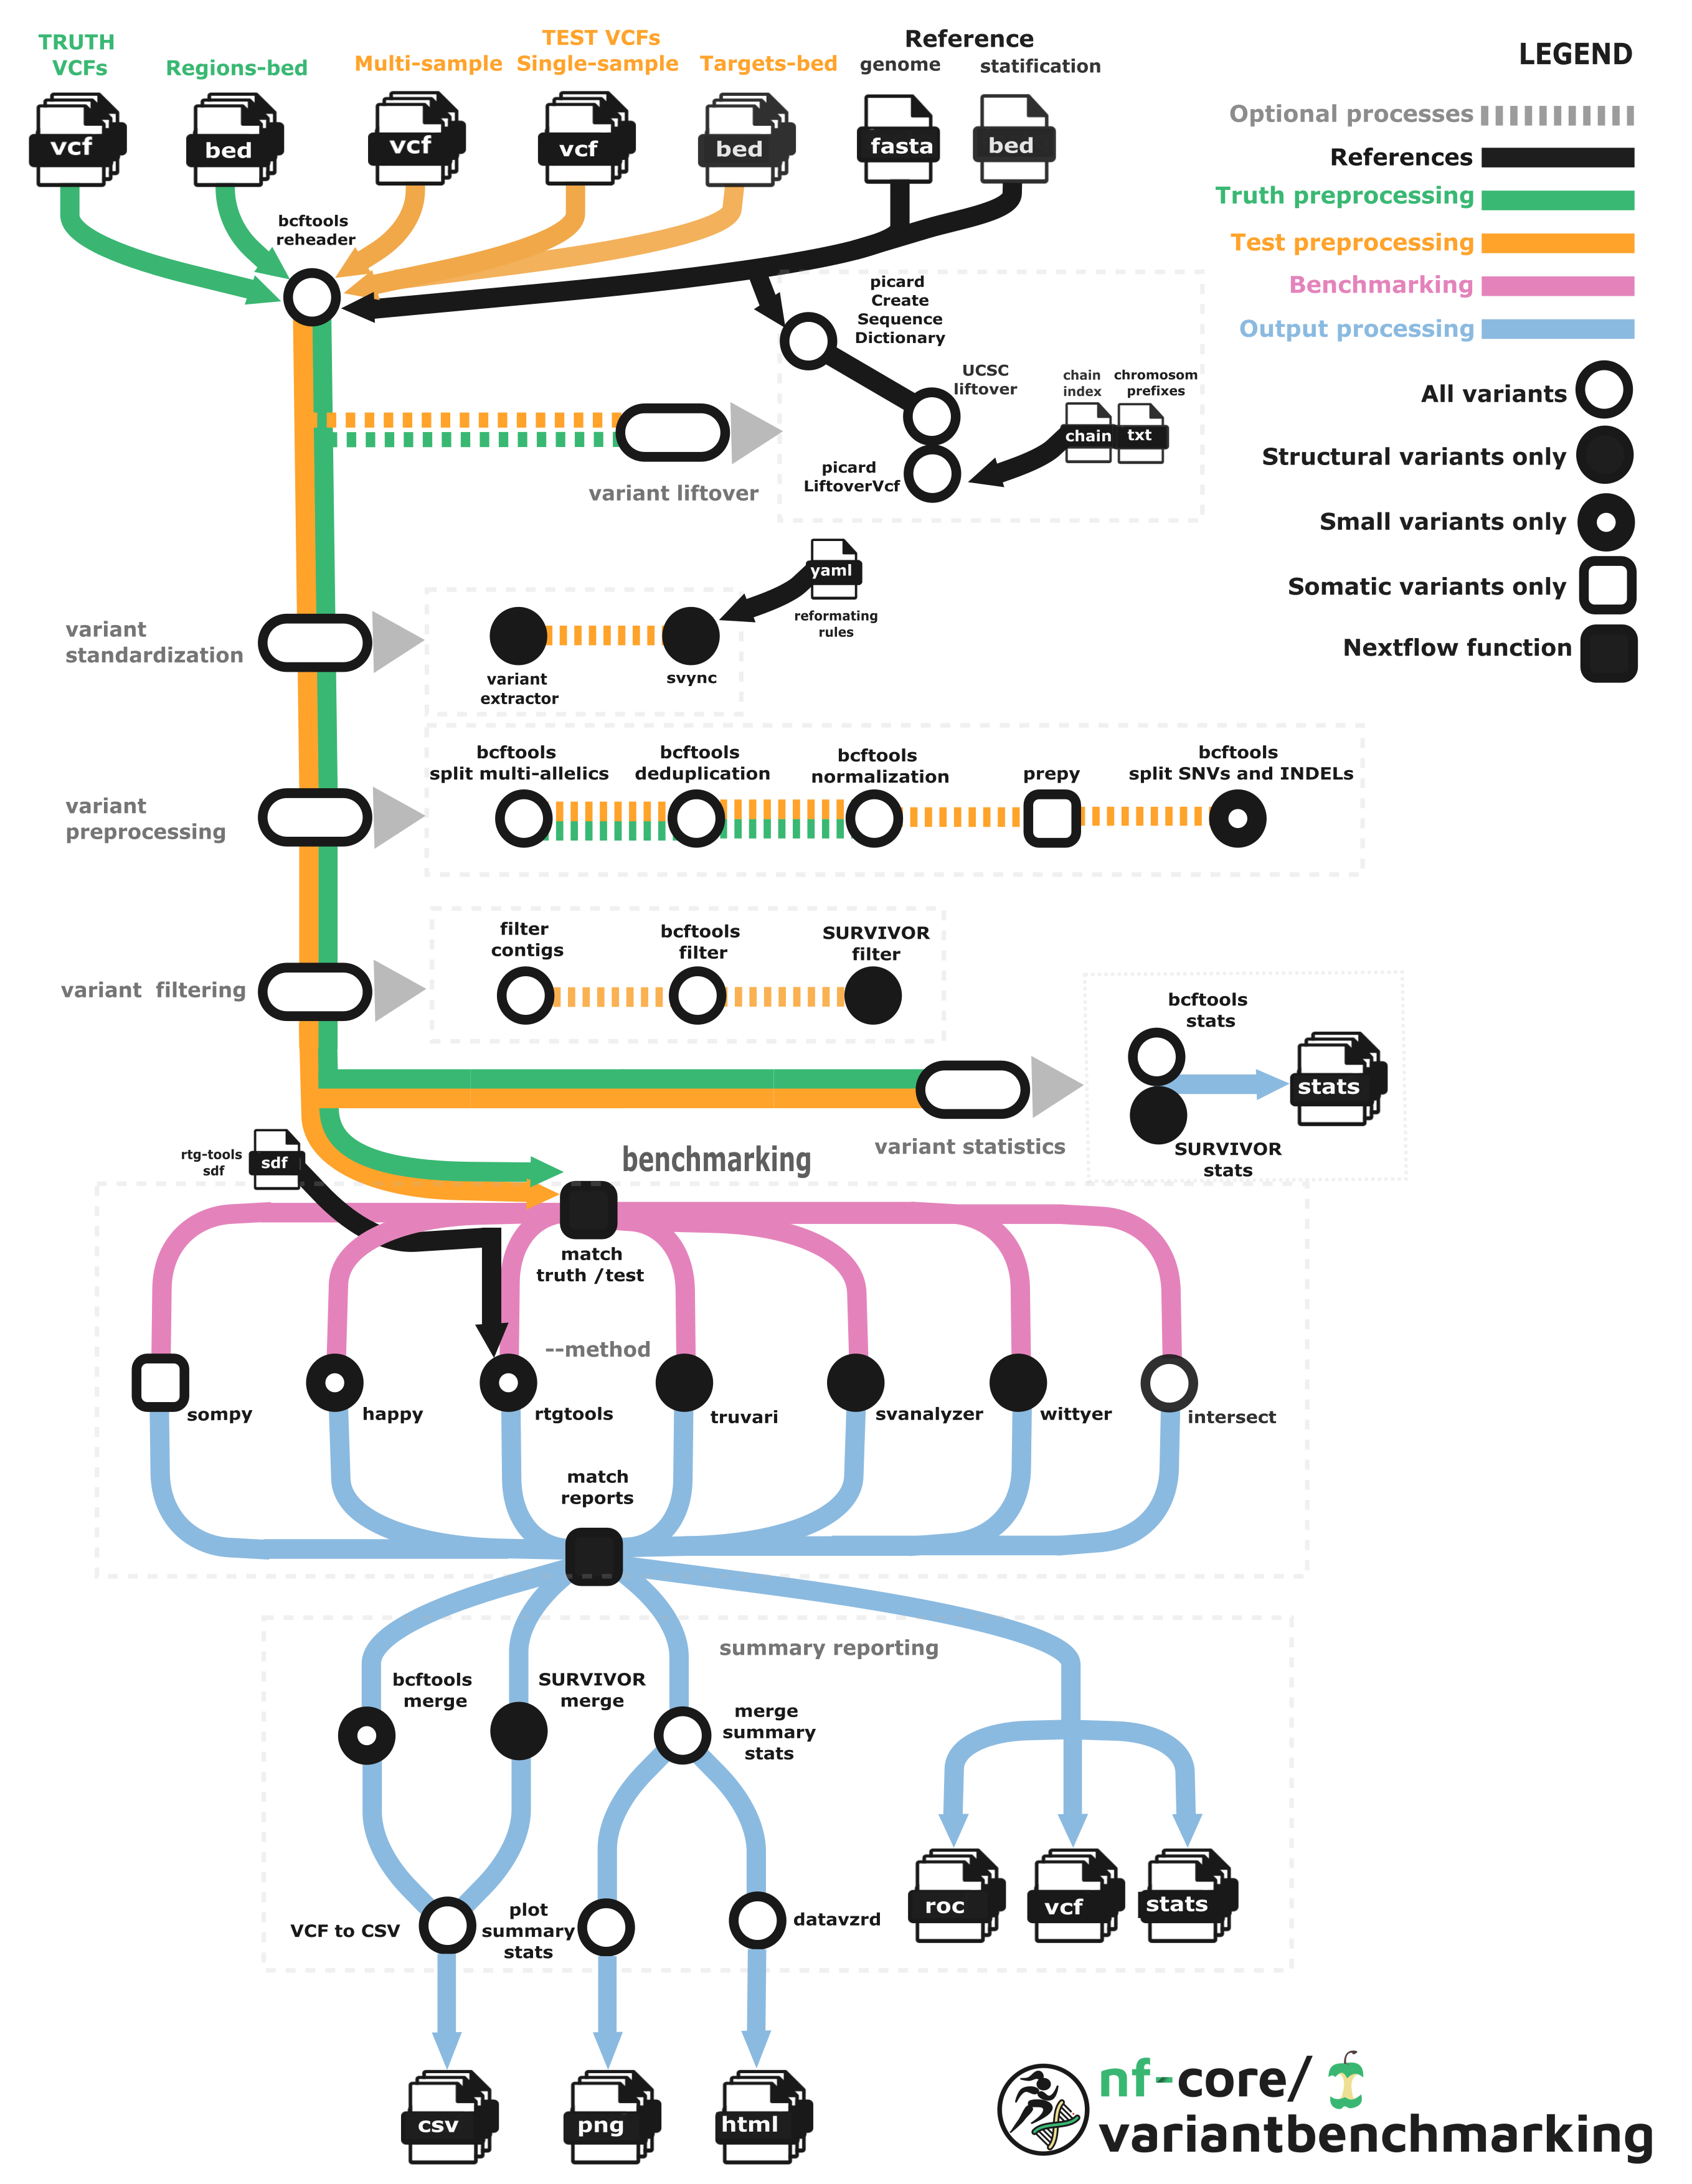 TRUTH
VCFs
Regions-bed
Multi-sample
TEST VCFs
Single-sample
Targets-bed
Reference
genome
statification
vcf
bed
vcf
vcf
bed
fasta
bed
LEGEND
Optional processes
References
Truth preprocessing
Test preprocessing
Benchmarking
Output processing
All variants
Structural variants only
Small variants only
Somatic variants only
Nextflow function
bcftools
reheader
picard
Create
Sequence
Dictionary
UCSC
liftover
chain
index
chromosom
prefixes
chain
txt
picard
LiftoverVcf
variant liftover
yaml
reformating
rules
variant
standardization
variant
extractor
svync
variant
preprocessing
bcftools
split multi-allelics
bcftools
deduplication
bcftools
normalization
prepy
bcftools
split SNVs and INDELs
variant filtering
filter
contigs
bcftools
filter
SURVIVOR
filter
bcftools
stats
stats
SURVIVOR
stats
variant statistics
rtg-tools
sdf
sdf
benchmarking
match
truth /test
--method
sompy
happy
rtgtools
truvari
svanalyzer
wittyer
intersect
match
reports
summary reporting
bcftools
merge
SURVIVOR
merge
merge
summary
stats
VCF to CSV
plot
summary
stats
datavzrd
roc
vcf
stats
csv
png
html
nf-core/
variantbenchmarking